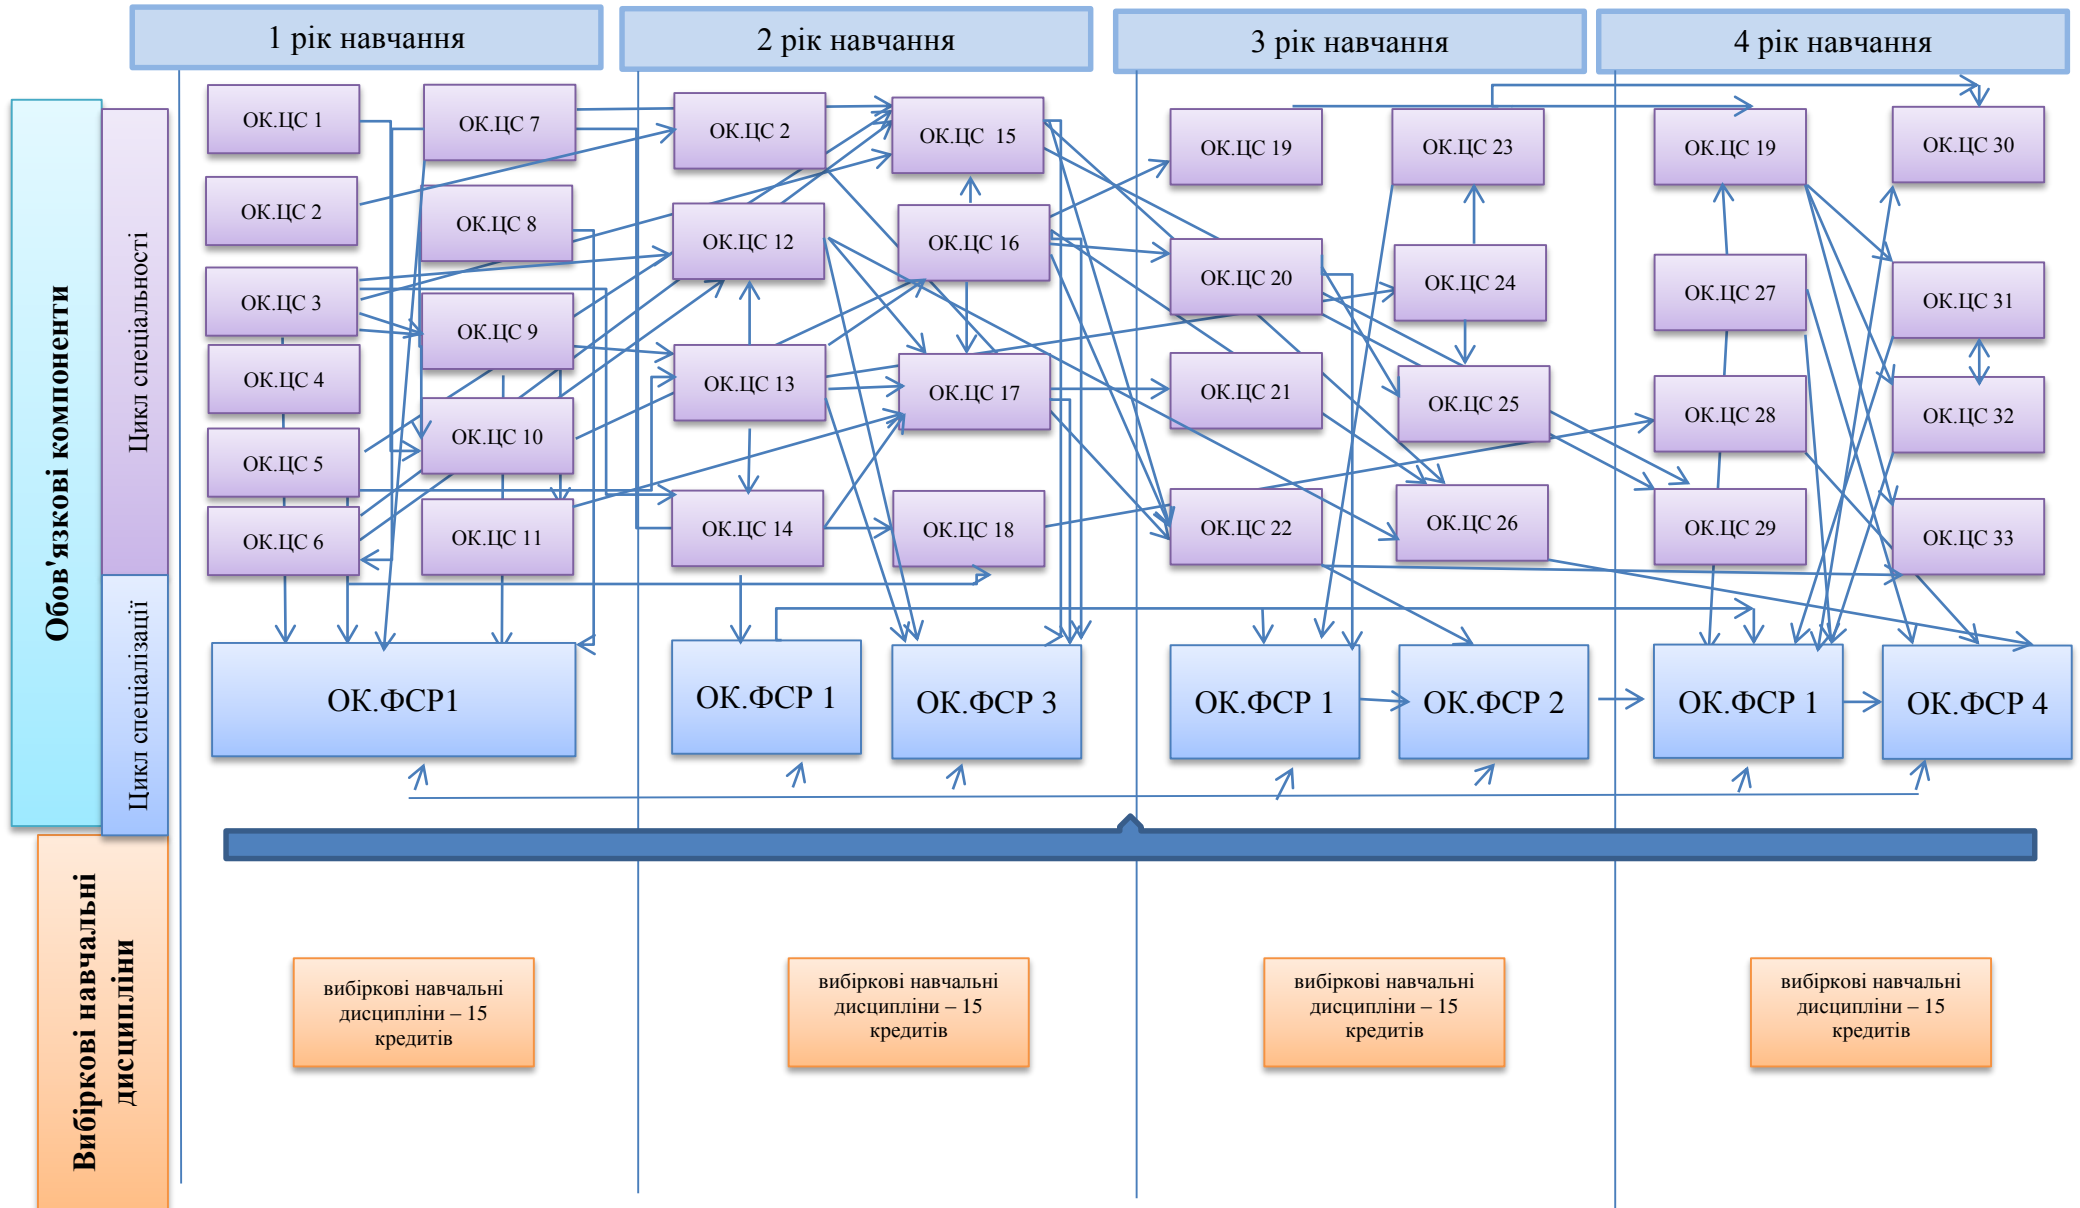 1 рік навчання
2 рік навчання
3 рік навчання
4 рік навчання
Обов'язкові компоненти
Цикл спеціальності
ОК.ЦС 1
ОК.ЦС 2
ОК.ЦС 3
ОК.ЦС 4
ОК.ЦС 5
ОК.ЦС 6
ОК.ЦС 7
ОК.ЦС 8
ОК.ЦС 9
ОК.ЦС 10
ОК.ЦС 11
ОК.ЦС 2
ОК.ЦС 12
ОК.ЦС 13
ОК.ЦС 14
ОК.ЦС 15
ОК.ЦС 16
ОК.ЦС 17
ОК.ЦС 18
ОК.ЦС 19
ОК.ЦС 20
ОК.ЦС 21
ОК.ЦС 22
ОК.ЦС 23
ОК.ЦС 24
ОК.ЦС 25
ОК.ЦС 26
ОК.ЦС 19
ОК.ЦС 27
ОК.ЦС 28
ОК.ЦС 29
ОК.ЦС 30
ОК.ЦС 31
ОК.ЦС 32
ОК.ЦС 33
Цикл спеціалізації
ОК.ФСР1
ОК.ФСР 1
ОК.ФСР 3
ОК.ФСР 1
ОК.ФСР 2
ОК.ФСР 1
ОК.ФСР 4
Вибіркові навчальні
дисципліни
вибіркові навчальні
дисципліни – 15
кредитів
вибіркові навчальні
дисципліни – 15
кредитів
вибіркові навчальні
дисципліни – 15
кредитів
вибіркові навчальні
дисципліни – 15
кредитів